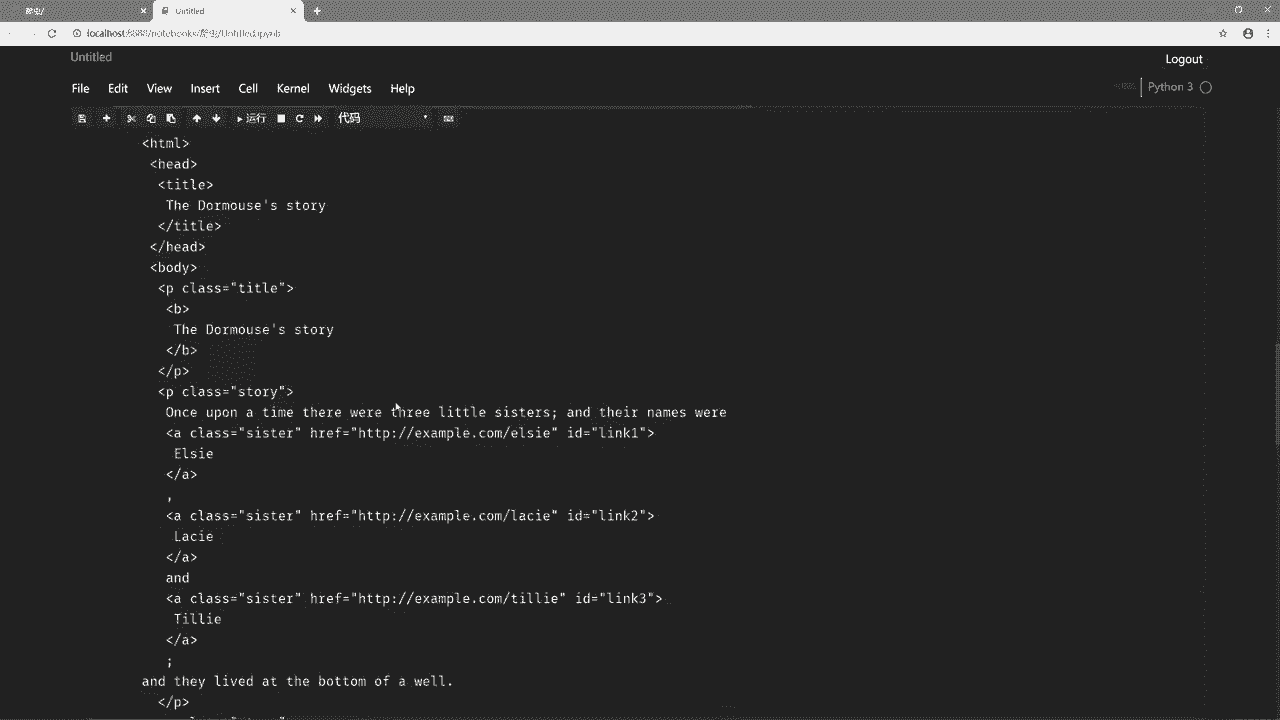 爬虫/
Untitled
localhost:8888/notebooks/爬虫/Untitled.ipynb
Untitled
Logout
File Edit View Insert Cell Kernel Widgets Help
Python 3
运行 代码
<html>
<head>
<title>
The Dormouse's story
</title>
</head>
<body>
<p class="title">
<b>
The Dormouse's story
</b>
</p>
<p class="story">
Once upon a time there were three little sisters; and their names were
<a class="sister" href="http://example.com/elsie" id="link1">
Elsie
</a>
,
<a class="sister" href="http://example.com/lacie" id="link2">
Lacie
</a>
and
<a class="sister" href="http://example.com/tillie" id="link3">
Tillie
</a>
;
and they lived at the bottom of a well.
</p>